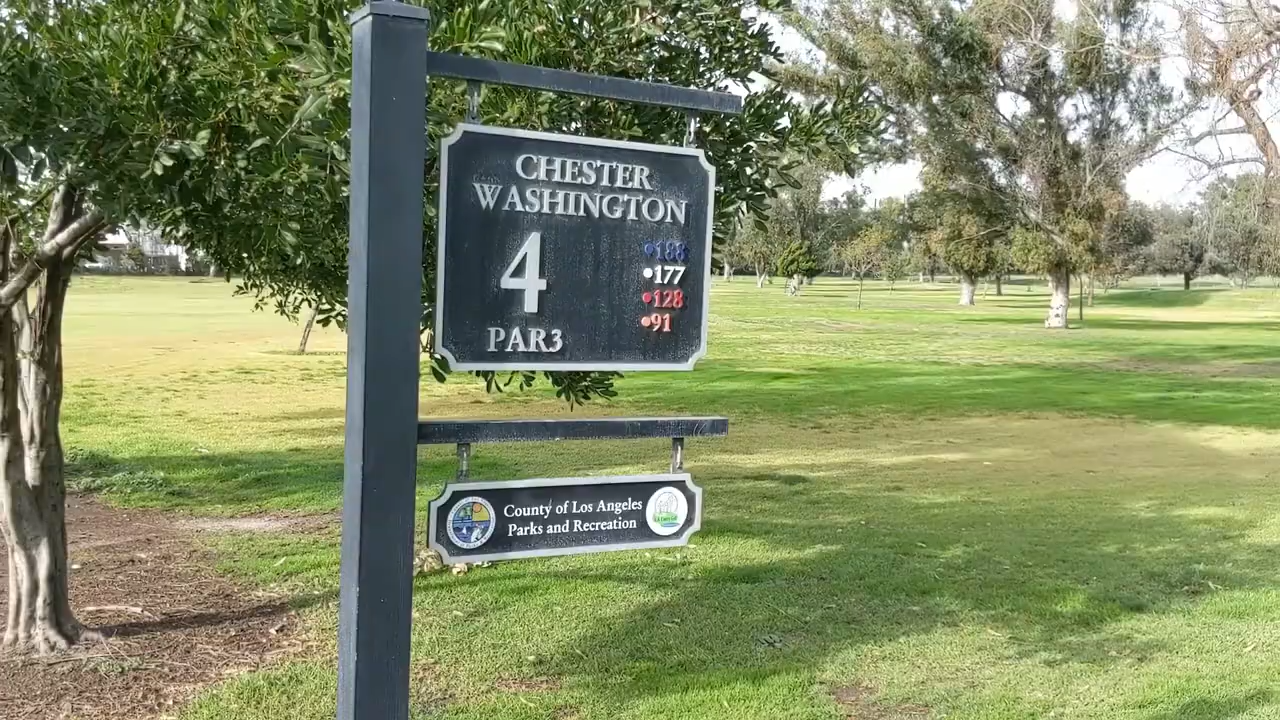 CHESTER
WASHINGTON
4
•188
•177
•128
•91
PAR3
County of Los Angeles
Parks and Recreation